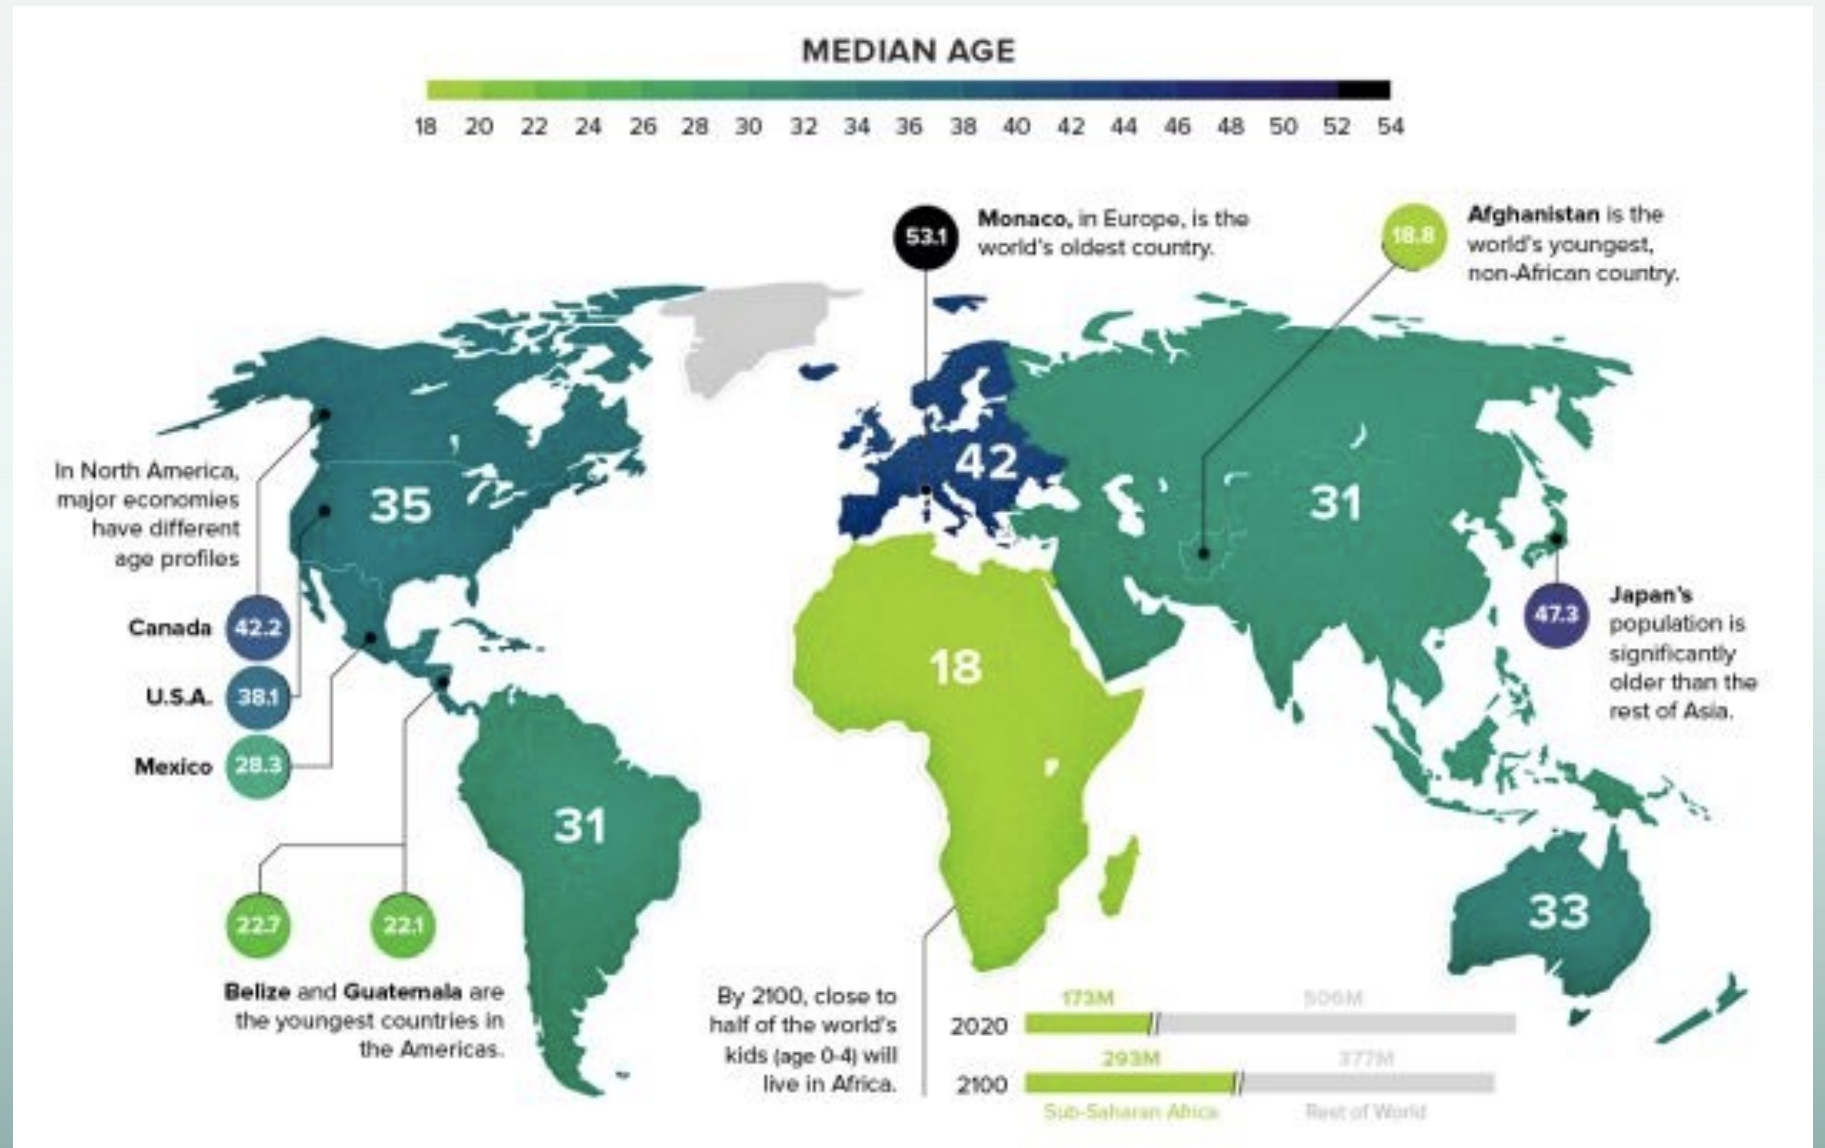 MEDIAN AGE
18 20 22 24 26 28 30 32 34 36 38 40 42 44 46 48 50 52 54
53.1
Monaco, in Europe, is the
world's oldest country.
18.8
Afghanistan is the
world's youngest,
non-African country.
In North America,
major economies
have different
age profiles
35
42
31
Canada 42.2
U.S.A. 38.1
Mexico 28.3
18
47.3
Japan's
population is
significantly
older than the
rest of Asia.
31
33
22.7 22.1
Belize and Guatemala are
the youngest countries in
the Americas.
By 2100, close to
half of the world's
kids (age 0-4) will
live in Africa.
173M 506M
2020
293M 377M
2100
Sub-Saharan Africa Rest of World